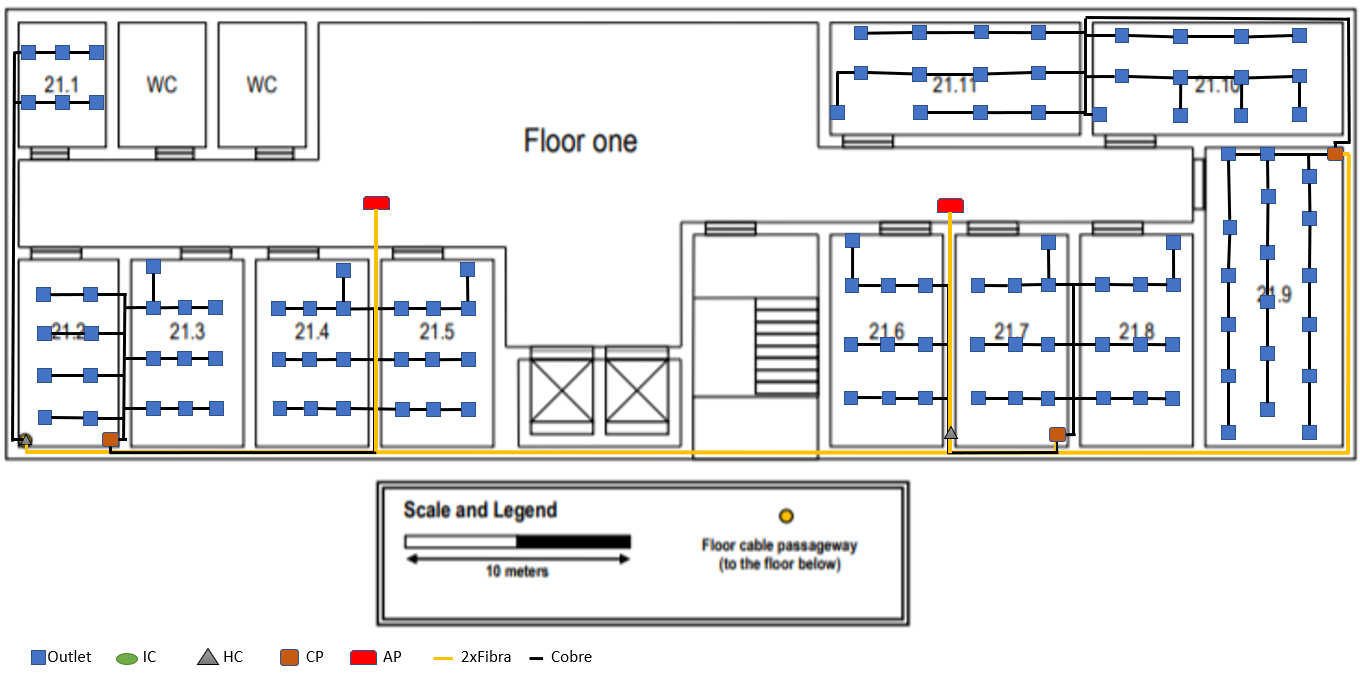 21.1
WC
WC
Floor one
21.11
21.10
21.2
21.3
21.4
21.5
21.6
21.7
21.8
21.9
Scale and Legend
10 meters
Floor cable passageway
(to the floor below)
Outlet
IC
HC
CP
AP
2xFibra
Cobre